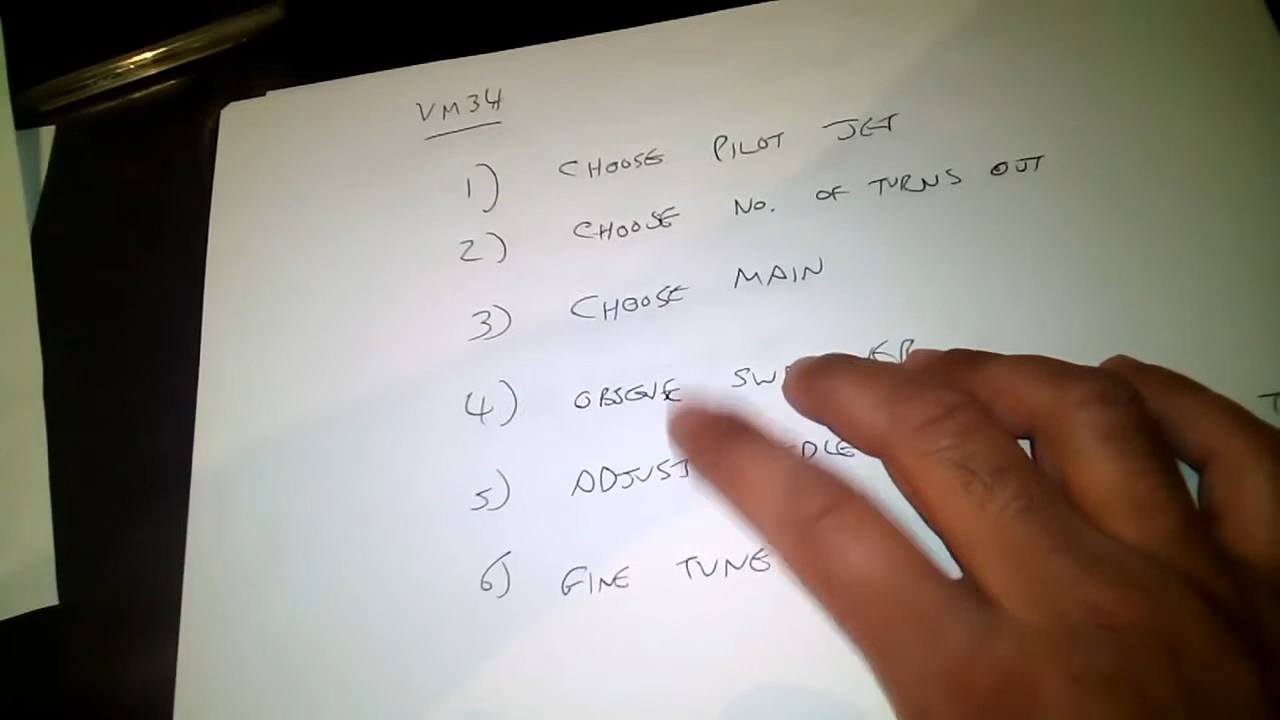 VM34
1) CHOOSE PILOT JET
2) CHOOSE No. OF TURNS OUT
3) CHOOSE MAIN
4) OBSERVE
5) ADJUST
6) FINE TUNE